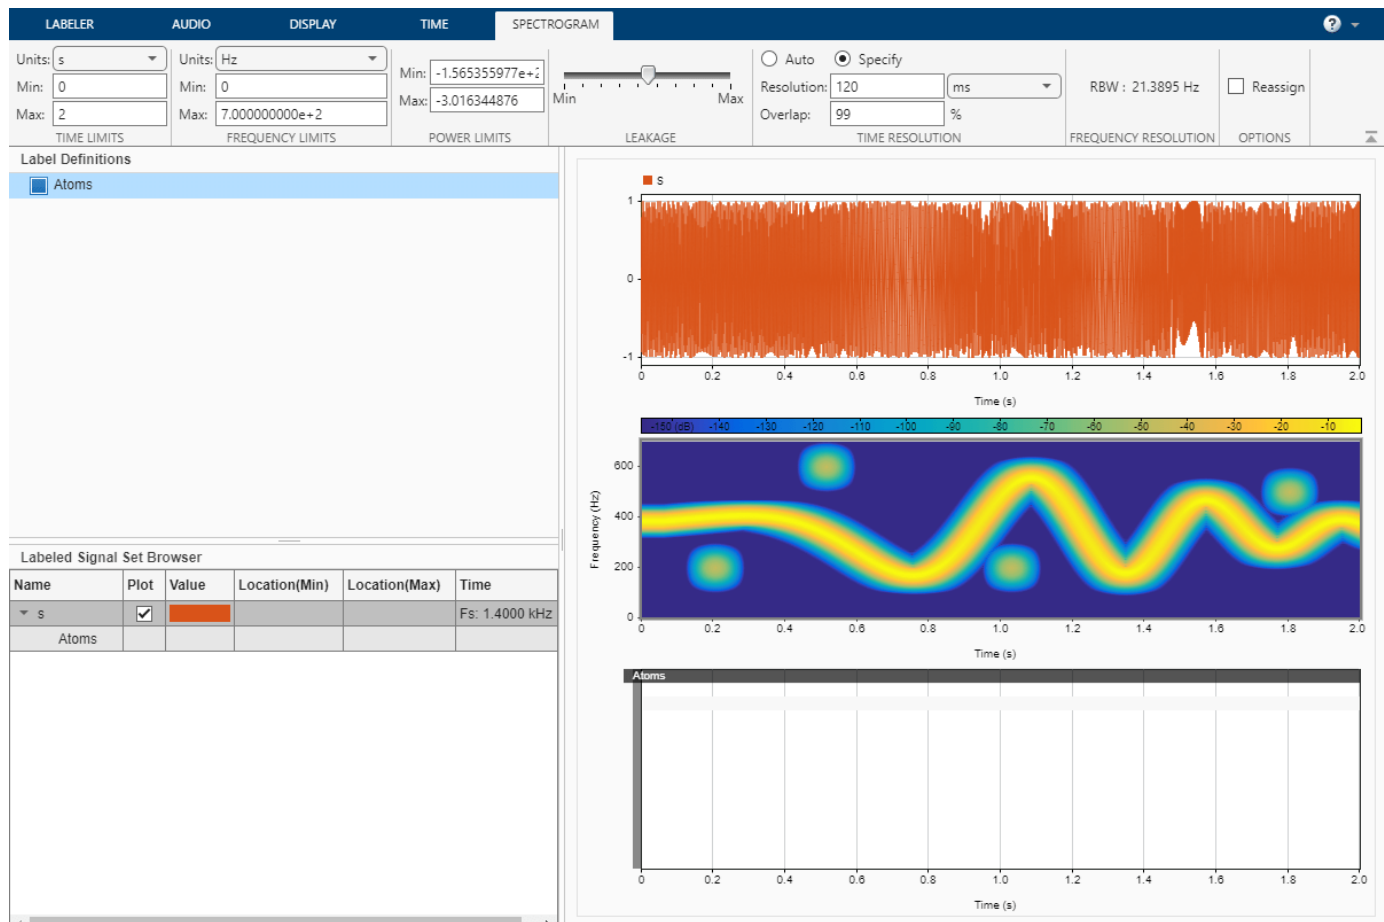 LABELER AUDIO DISPLAY TIME SPECTROGRAM ?
Units: s Units: Hz Min: -1.565355977e+2 Auto Specify
Min: 0 Min: 0 Max: -3.016344876 Min Max Resolution: 120 ms RBW : 21.3895 Hz Reassign
Max: 2 Max: 7.000000000e+2 Overlap: 99 %
TIME LIMITS FREQUENCY LIMITS POWER LIMITS LEAKAGE TIME RESOLUTION FREQUENCY RESOLUTION OPTIONS
Label Definitions
Atoms
Labeled Signal Set Browser
Name Plot Value Location(Min) Location(Max) Time
s Fs: 1.4000 kHz
Atoms
s
1
0
-1
0 0.2 0.4 0.6 0.8 1.0 1.2 1.4 1.6 1.8 2.0
Time (s)
-150 (dB) -140 -130 -120 -110 -100 -90 -80 -70 -60 -50 -40 -30 -20 -10
Frequency (Hz)
600
400
200
0
0 0.2 0.4 0.6 0.8 1.0 1.2 1.4 1.6 1.8 2.0
Time (s)
Atoms
0 0.2 0.4 0.6 0.8 1.0 1.2 1.4 1.6 1.8 2.0
Time (s)